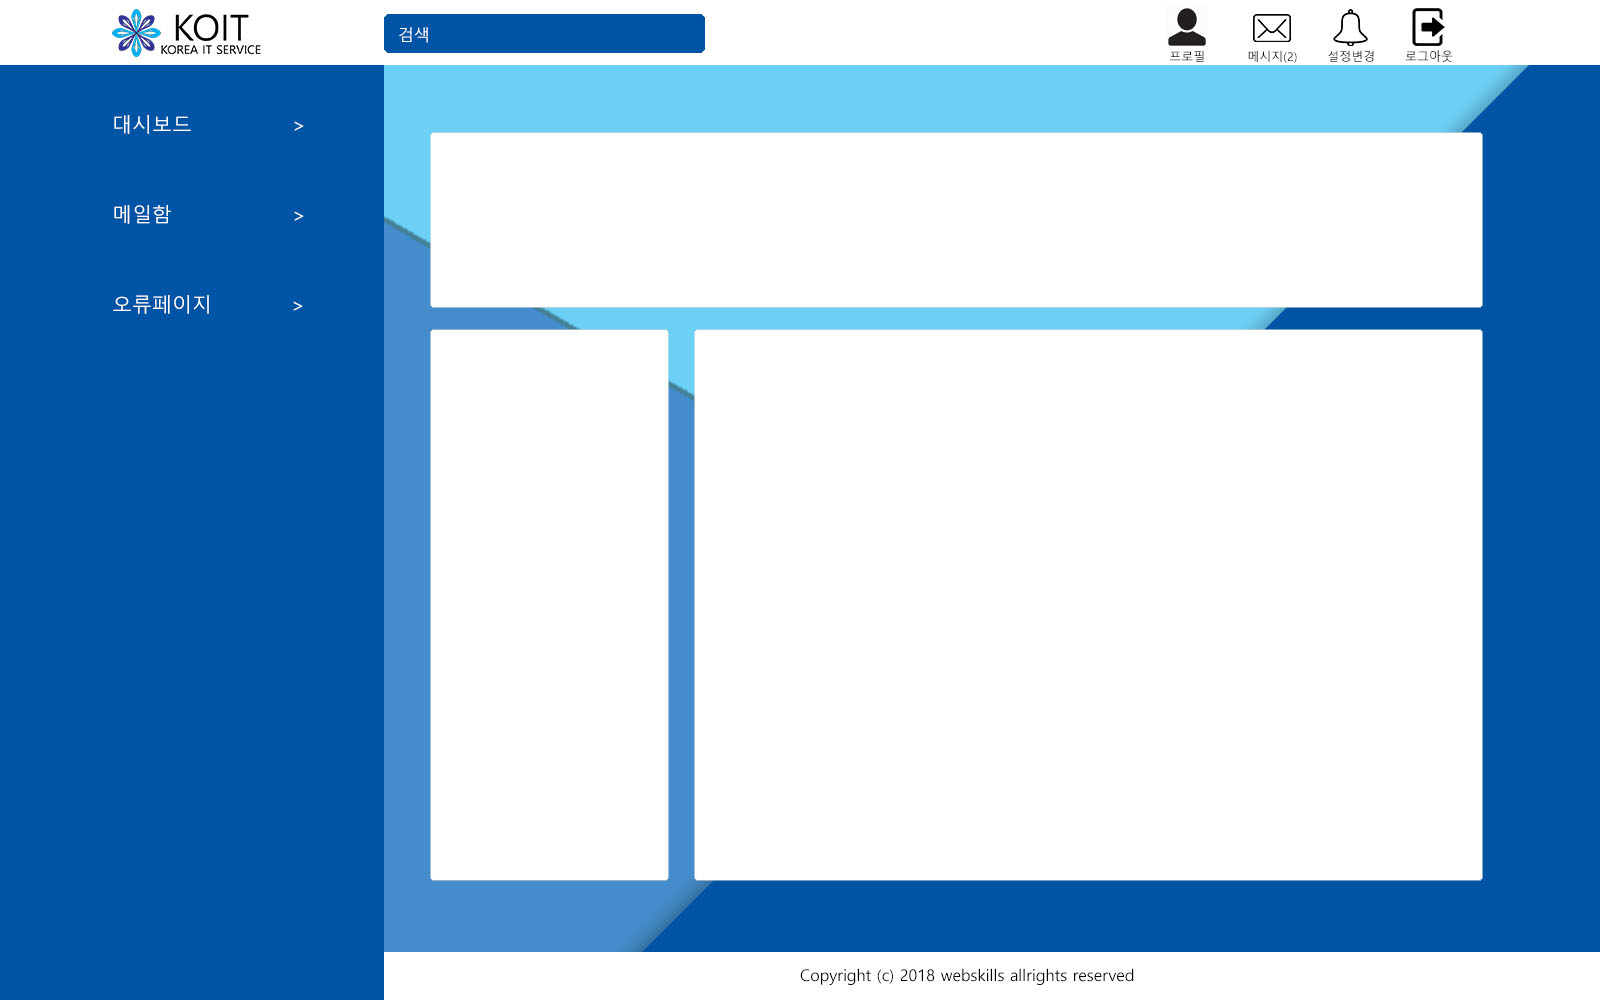 KOIT
KOREA IT SERVICE
검색
프로필
메시지(2)
설정변경
로그아웃
대시보드 >
메일함 >
오류페이지 >
Copyright (c) 2018 webskills allrights reserved